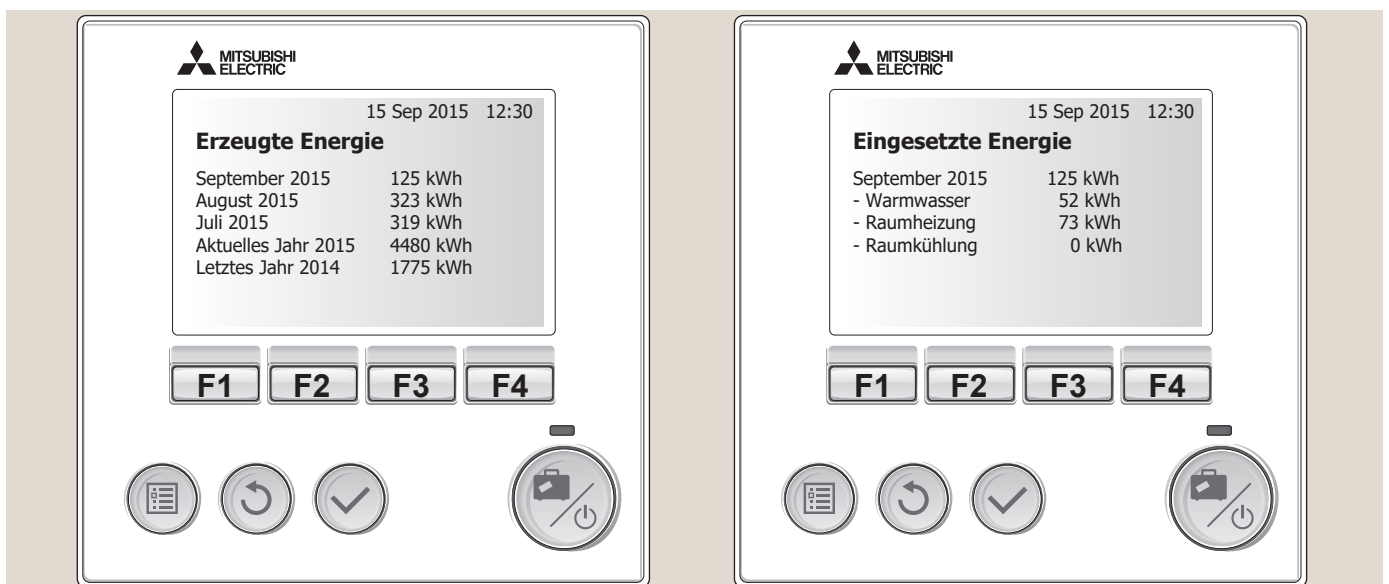 MITSUBISHI
ELECTRIC
15 Sep 2015 12:30
Erzeugte Energie
September 2015 125 kWh
August 2015 323 kWh
Juli 2015 319 kWh
Aktuelles Jahr 2015 4480 kWh
Letztes Jahr 2014 1775 kWh
F1 F2 F3 F4
MITSUBISHI
ELECTRIC
15 Sep 2015 12:30
Eingesetzte Energie
September 2015 125 kWh
- Warmwasser 52 kWh
- Raumheizung 73 kWh
- Raumkühlung 0 kWh
F1 F2 F3 F4